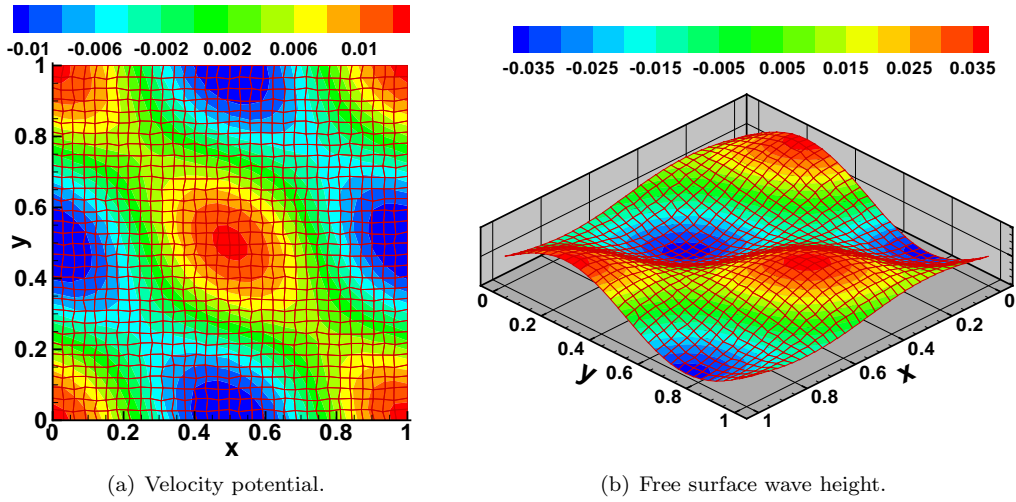 -0.01 -0.006 -0.002 0.002 0.006 0.01
1
0.8
0.6
y
0.4
0.2
0
0 0.2 0.4 0.6 0.8 1
x
(a) Velocity potential.
-0.035 -0.025 -0.015 -0.005 0.005 0.015 0.025 0.035
0 0
0.2 0.2
0.4 0.4
y 0.6 0.6 x
0.8 0.8
1 1
(b) Free surface wave height.